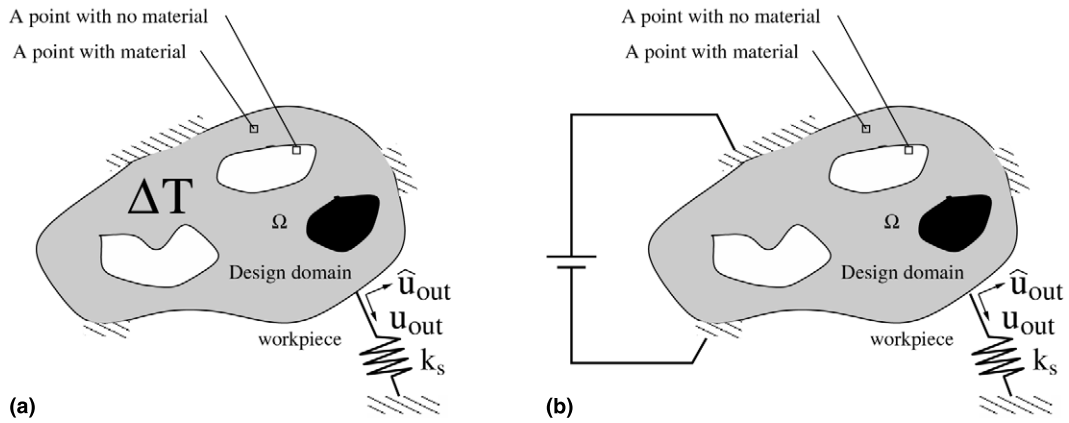 A point with no material
A point with material
ΔT
Ω
Design domain
û_out
u_out
workpiece
k_s
(a)
A point with no material
A point with material
Ω
Design domain
û_out
u_out
workpiece
k_s
(b)